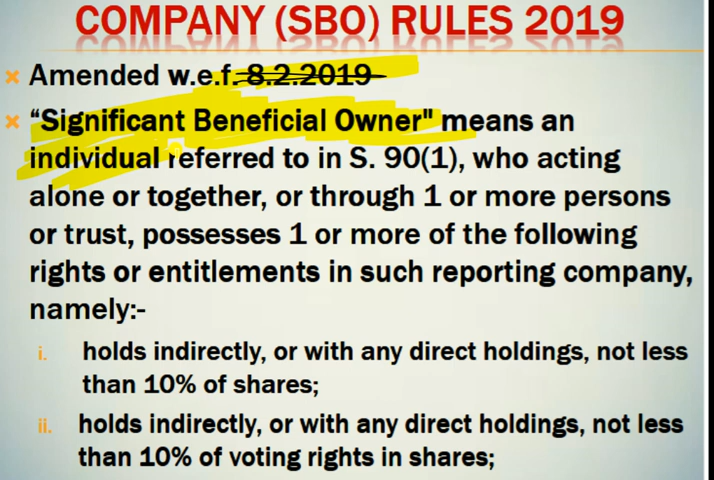 COMPANY (SBO) RULES 2019
Amended w.e.f. 8.2.2019
“Significant Beneficial Owner" means an
individual referred to in S. 90(1), who acting
alone or together, or through 1 or more persons
or trust, possesses 1 or more of the following
rights or entitlements in such reporting company,
namely:-
i. holds indirectly, or with any direct holdings, not less
than 10% of shares;
ii. holds indirectly, or with any direct holdings, not less
than 10% of voting rights in shares;